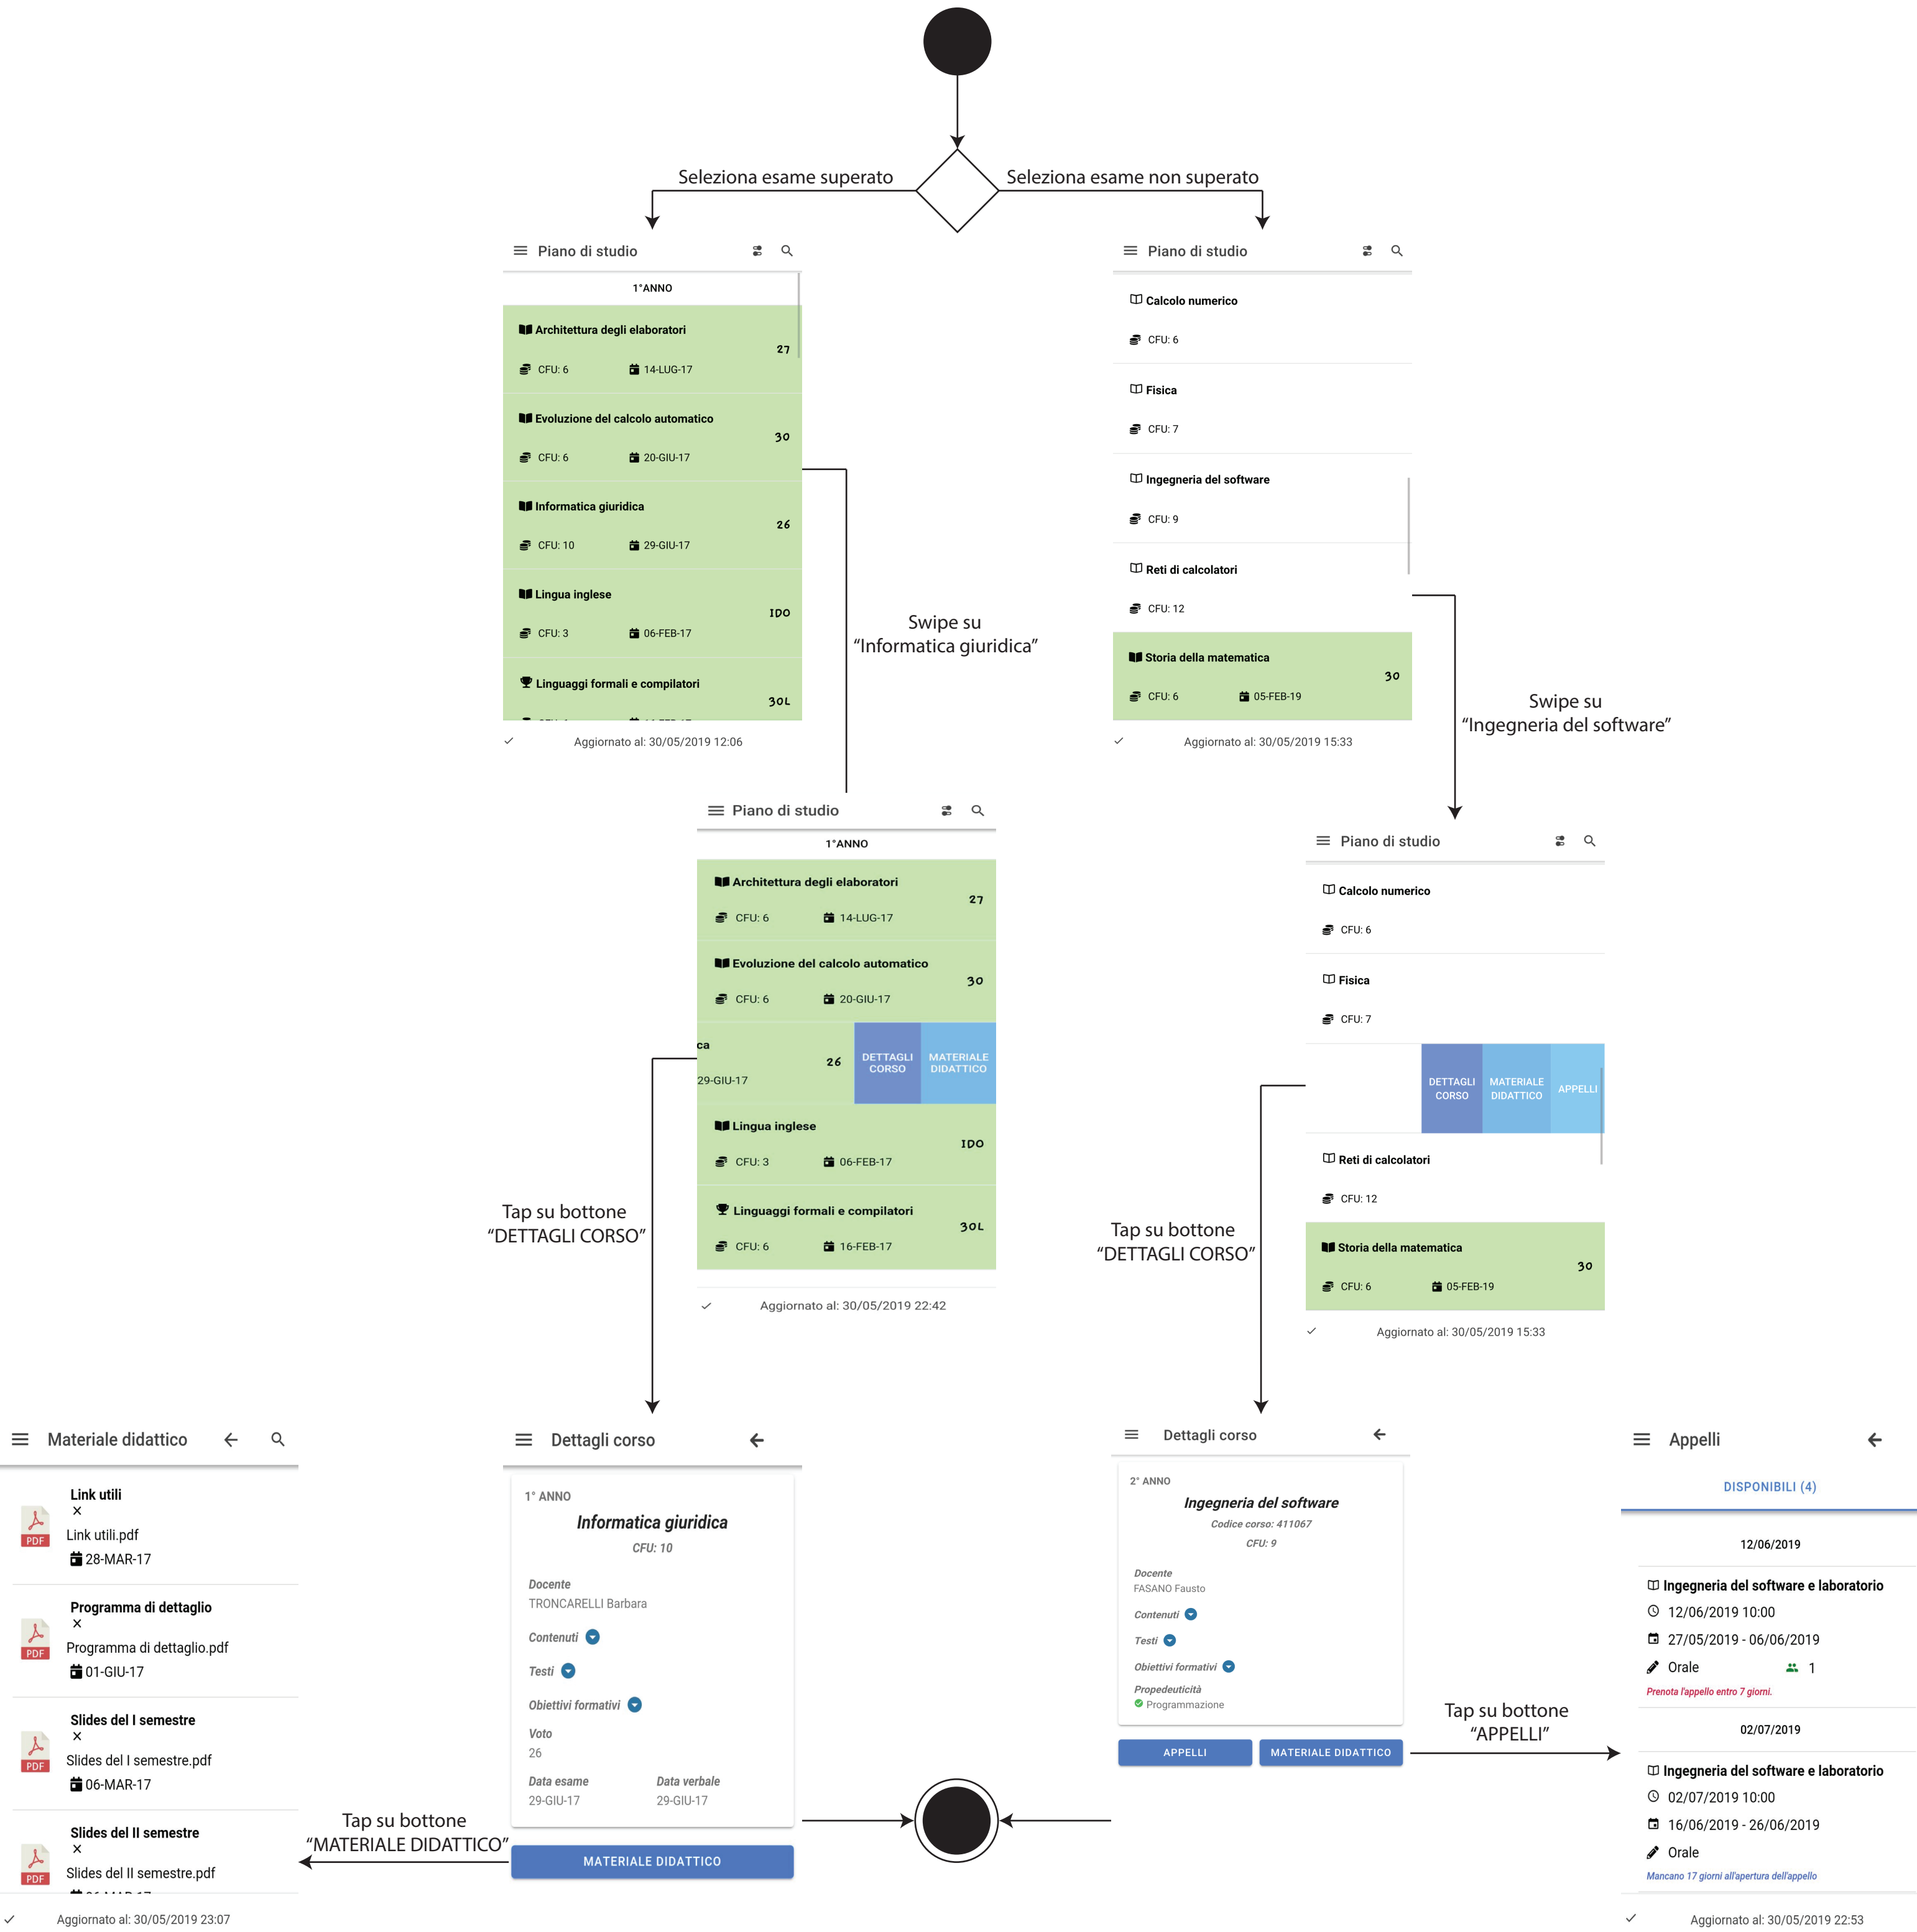 Seleziona esame superato
Seleziona esame non superato
Piano di studio
1°ANNO
Architettura degli elaboratori
27
CFU: 6
14-LUG-17
Evoluzione del calcolo automatico
30
CFU: 6
20-GIU-17
Informatica giuridica
26
CFU: 10
29-GIU-17
Lingua inglese
IDO
CFU: 3
06-FEB-17
Linguaggi formali e compilatori
30L
Aggiornato al: 30/05/2019 12:06
Swipe su
“Informatica giuridica”
Piano di studio
Calcolo numerico
CFU: 6
Fisica
CFU: 7
Ingegneria del software
CFU: 9
Reti di calcolatori
CFU: 12
Storia della matematica
30
CFU: 6
05-FEB-19
Aggiornato al: 30/05/2019 15:33
Swipe su
“Ingegneria del software”
Piano di studio
1°ANNO
Architettura degli elaboratori
27
CFU: 6
14-LUG-17
Evoluzione del calcolo automatico
30
CFU: 6
20-GIU-17
ca
26
29-GIU-17
DETTAGLI
CORSO
MATERIALE
DIDATTICO
Lingua inglese
IDO
CFU: 3
06-FEB-17
Linguaggi formali e compilatori
30L
CFU: 6
16-FEB-17
Aggiornato al: 30/05/2019 22:42
Tap su bottone
“DETTAGLI CORSO”
Piano di studio
Calcolo numerico
CFU: 6
Fisica
CFU: 7
DETTAGLI
CORSO
MATERIALE
DIDATTICO
APPELLI
Reti di calcolatori
CFU: 12
Storia della matematica
30
CFU: 6
05-FEB-19
Aggiornato al: 30/05/2019 15:33
Tap su bottone
“DETTAGLI CORSO”
Materiale didattico
Link utili
Link utili.pdf
28-MAR-17
Programma di dettaglio
Programma di dettaglio.pdf
01-GIU-17
Slides del I semestre
Slides del I semestre.pdf
06-MAR-17
Slides del II semestre
Slides del II semestre.pdf
PDF
PDF
PDF
PDF
Aggiornato al: 30/05/2019 23:07
Tap su bottone
“MATERIALE DIDATTICO”
Dettagli corso
1° ANNO
Informatica giuridica
CFU: 10
Docente
TRONCARELLI Barbara
Contenuti
Testi
Obiettivi formativi
Voto
26
Data esame
Data verbale
29-GIU-17
29-GIU-17
MATERIALE DIDATTICO
Dettagli corso
2° ANNO
Ingegneria del software
Codice corso: 411067
CFU: 9
Docente
FASANO Fausto
Contenuti
Testi
Obiettivi formativi
Propedeuticità
Programmazione
APPELLI
MATERIALE DIDATTICO
Tap su bottone
“APPELLI”
Appelli
DISPONIBILI (4)
12/06/2019
Ingegneria del software e laboratorio
12/06/2019 10:00
27/05/2019 - 06/06/2019
Orale
1
Prenota l'appello entro 7 giorni.
02/07/2019
Ingegneria del software e laboratorio
02/07/2019 10:00
16/06/2019 - 26/06/2019
Orale
Mancano 17 giorni all'apertura dell'appello
Aggiornato al: 30/05/2019 22:53